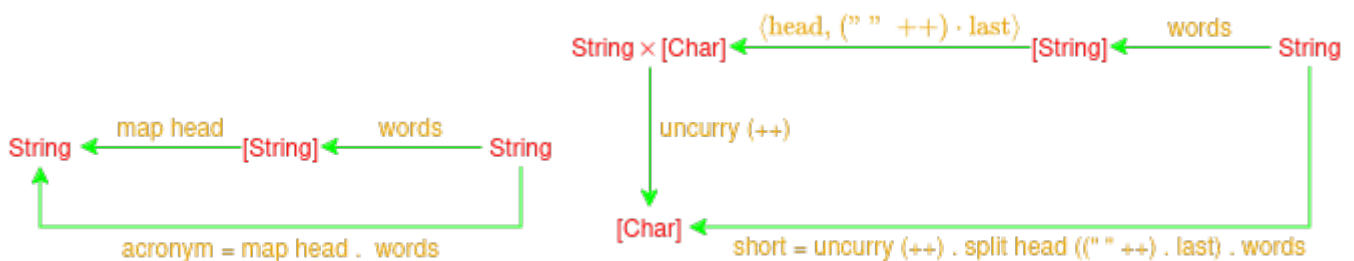 map head words
String [String] String
acronym = map head . words
⟨head, (” ” ++) · last⟩ words
String × [Char] [String] String
uncurry (++)
[Char]
short = uncurry (++) . split head ((" " ++) . last) . words